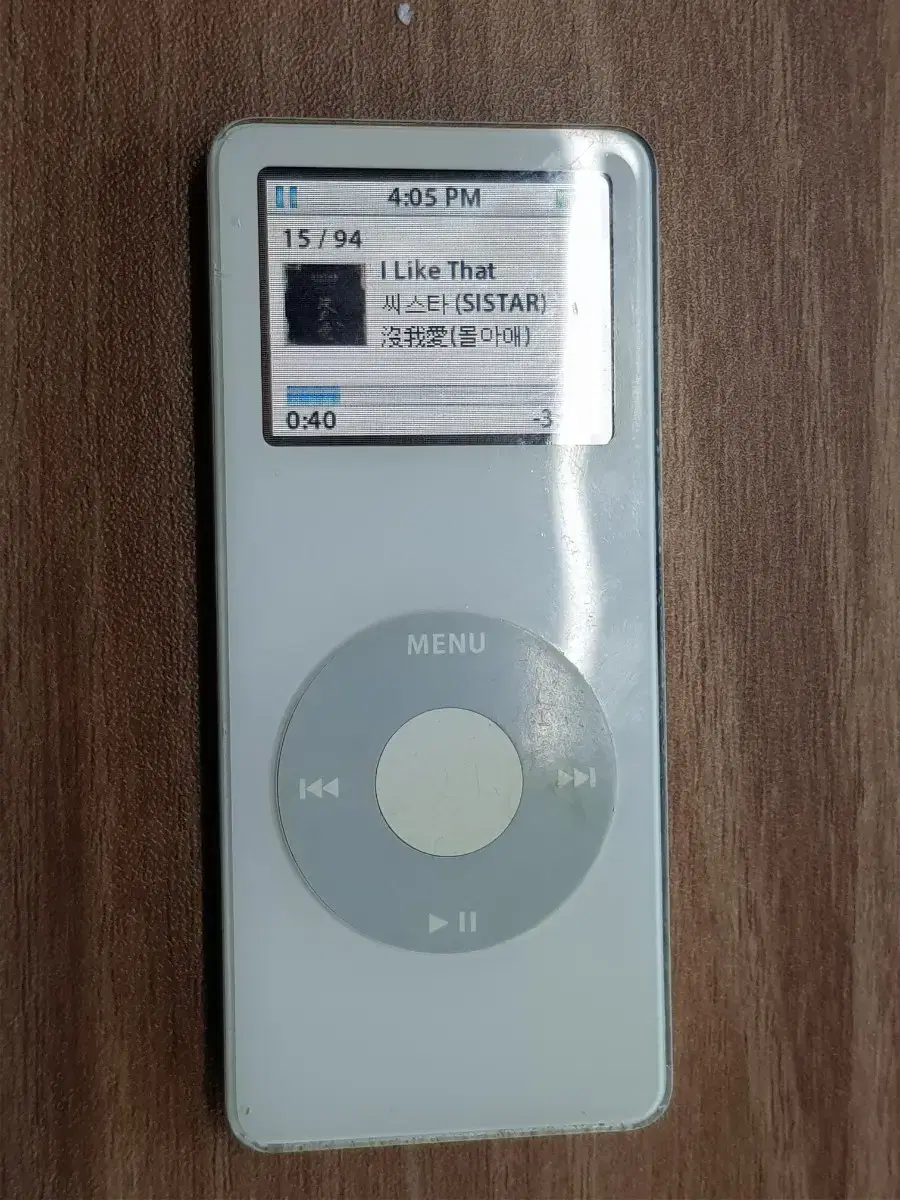 4:05 PM
15 / 94
I Like That
씨스타 (SISTAR)
沒我愛(몰아애)
0:40
-3
MENU